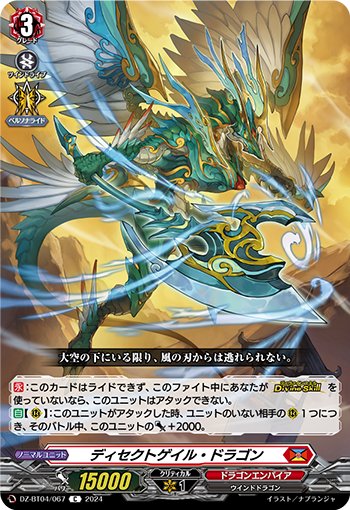 3
グレード
ツインドライブ
ペルソナライド
大空の下にいる限り、風の刃からは逃れられない。
永:このカードはライドできず、このファイト中にあなたが Divine Skill を
使っていないなら、このユニットはアタックできない。
自【R】:このユニットがアタックした時、ユニットのいない相手のR 1つにつ
き、そのバトル中、このユニットの+2000。
ノーマルユニット
ディセクトゲイル・ドラゴン
パワー
15000
クリティカル
1
ドラゴンエンパイア
ウインドドラゴン
DZ-BT04/067 C 2024
イラスト/ナブランジャ